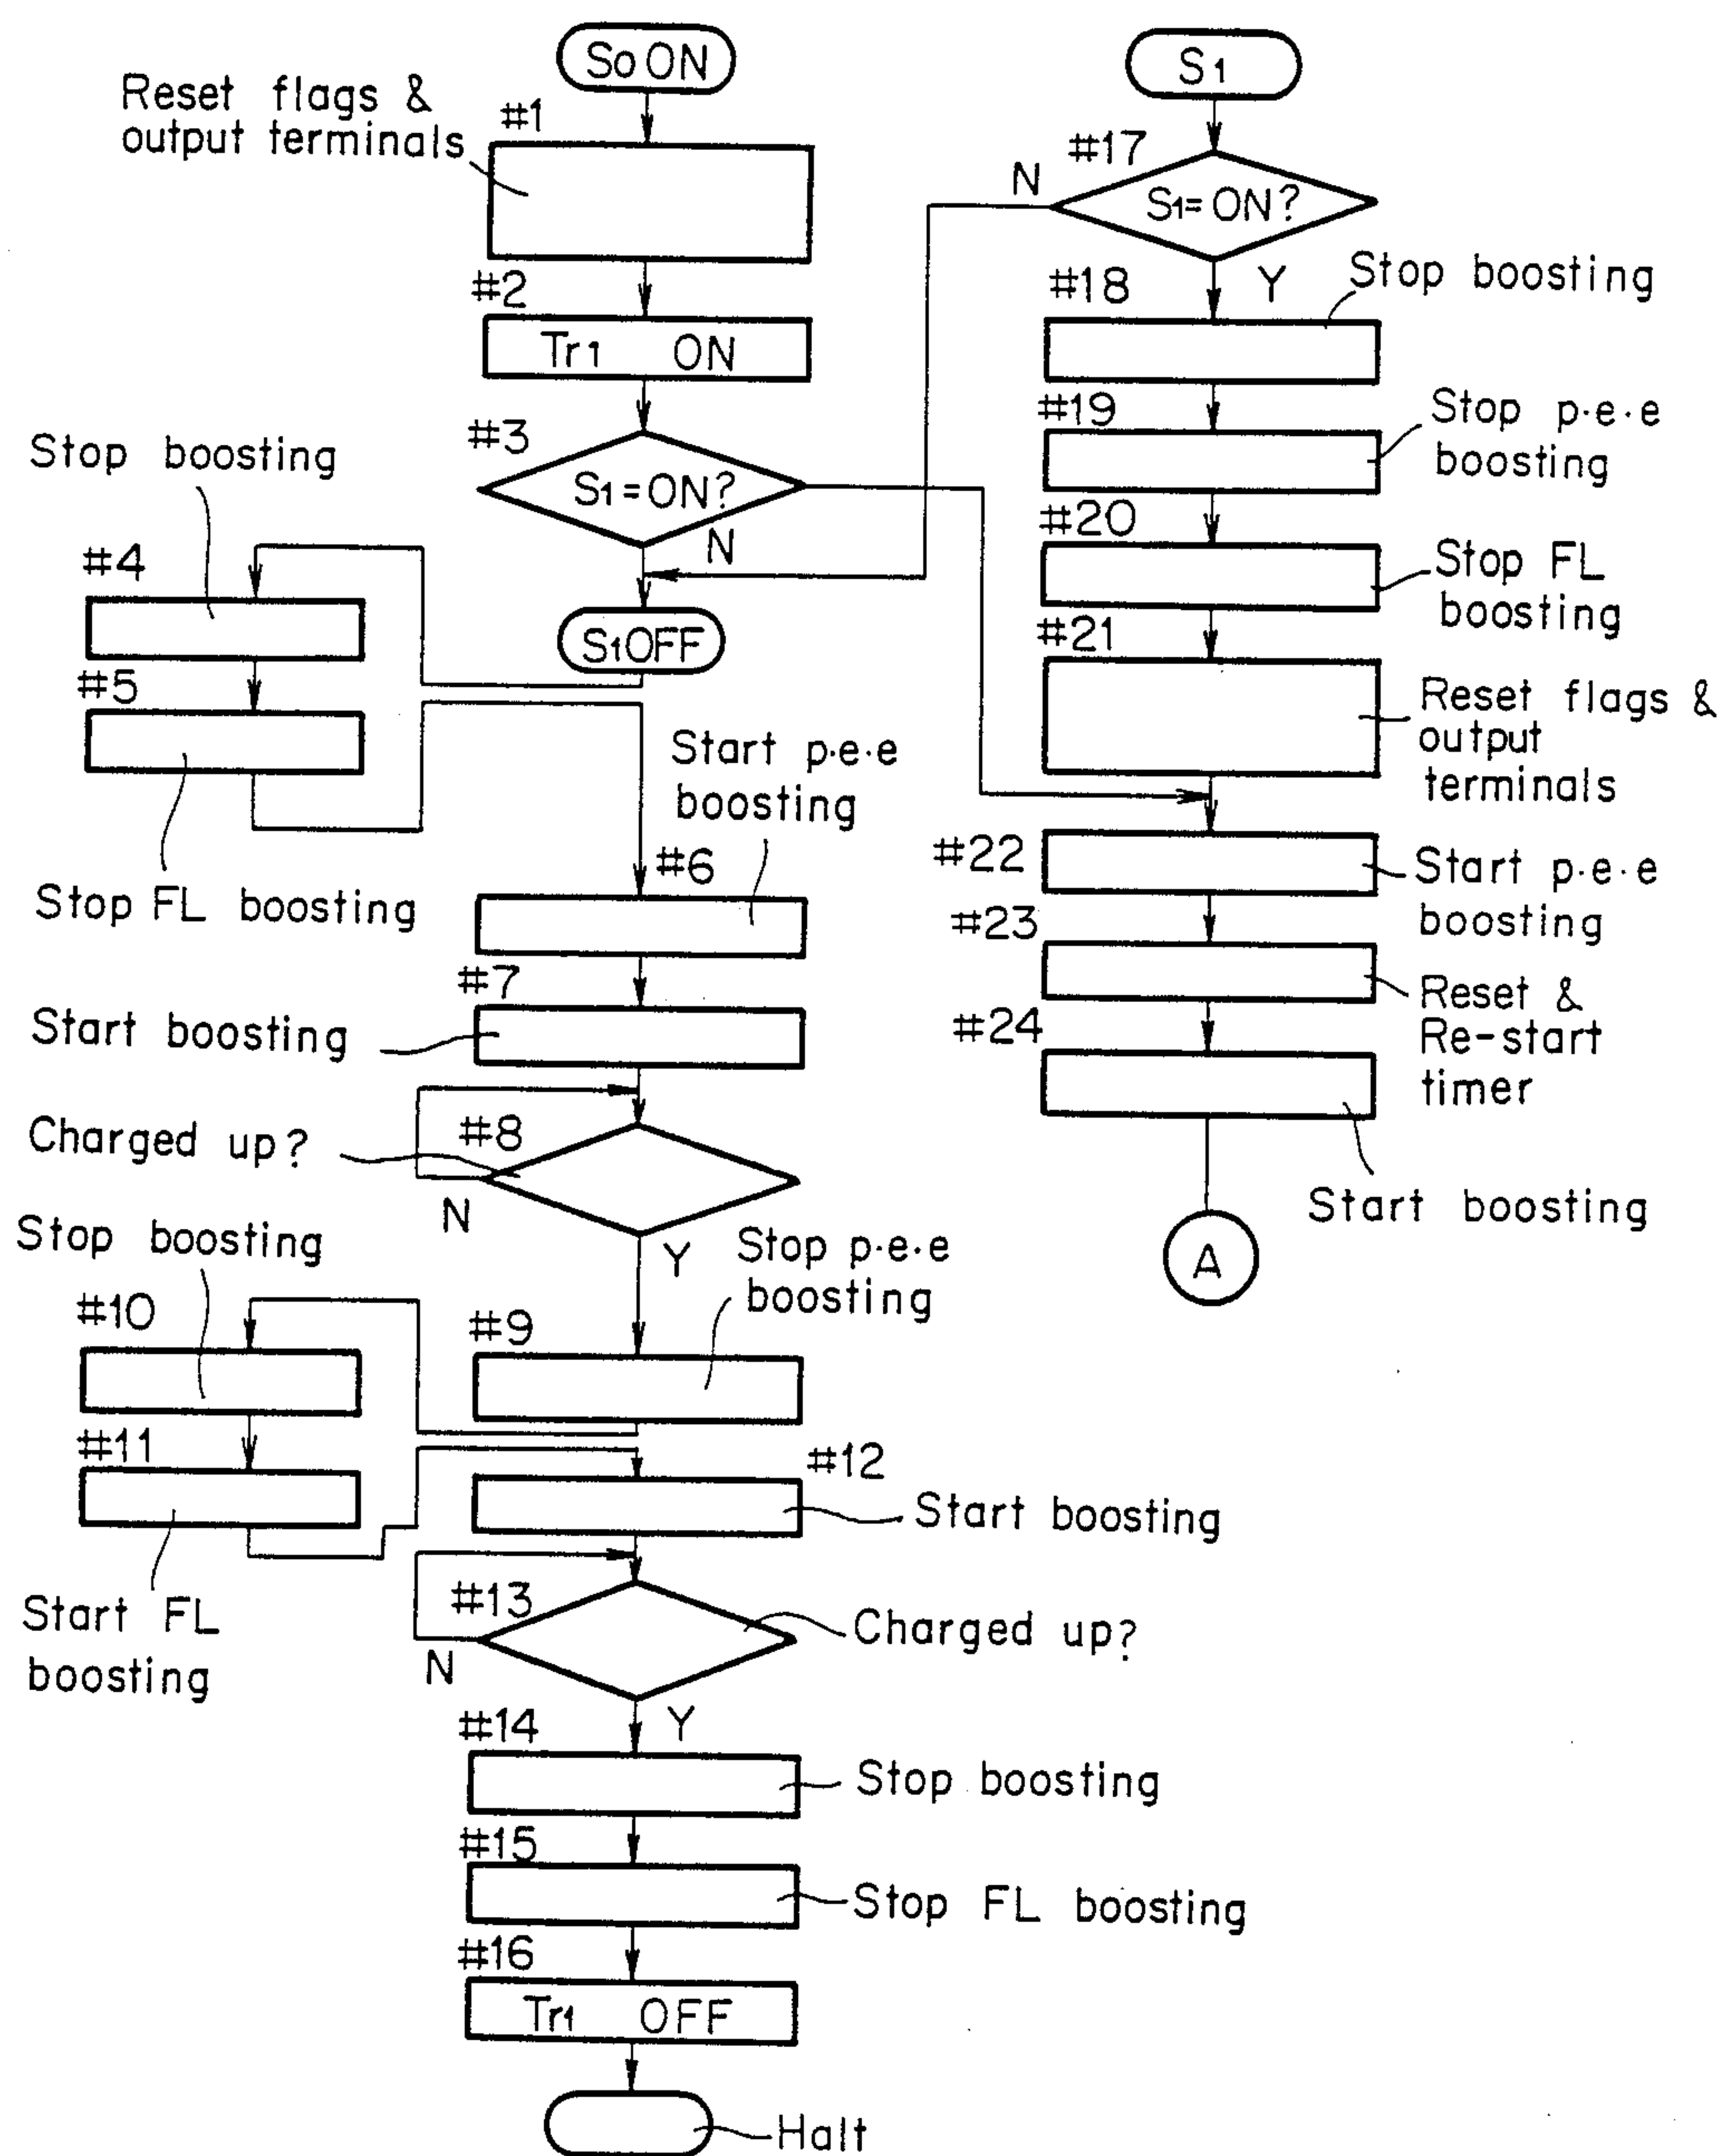 So ON
Reset flags &
output terminals
#1
#2
Tr1 ON
#3
S1 = ON?
N
Stop boosting
#4
S1 OFF
#5
Stop FL boosting
Start p·e·e
boosting
#6
#7
Start boosting
Charged up?
#8
N
Y
Stop boosting
#10
Stop p·e·e
boosting
#9
#11
Start FL
boosting
#12
Start boosting
#13
Charged up?
N
Y
#14
Stop boosting
#15
Stop FL boosting
#16
Tr1 OFF
Halt
S1
#17
N
S1 = ON?
Y
#18
Stop boosting
#19
Stop p·e·e
boosting
#20
Stop FL
boosting
#21
Reset flags &
output
terminals
#22
Start p·e·e
boosting
#23
Reset &
Re-start
timer
#24
Start boosting
A